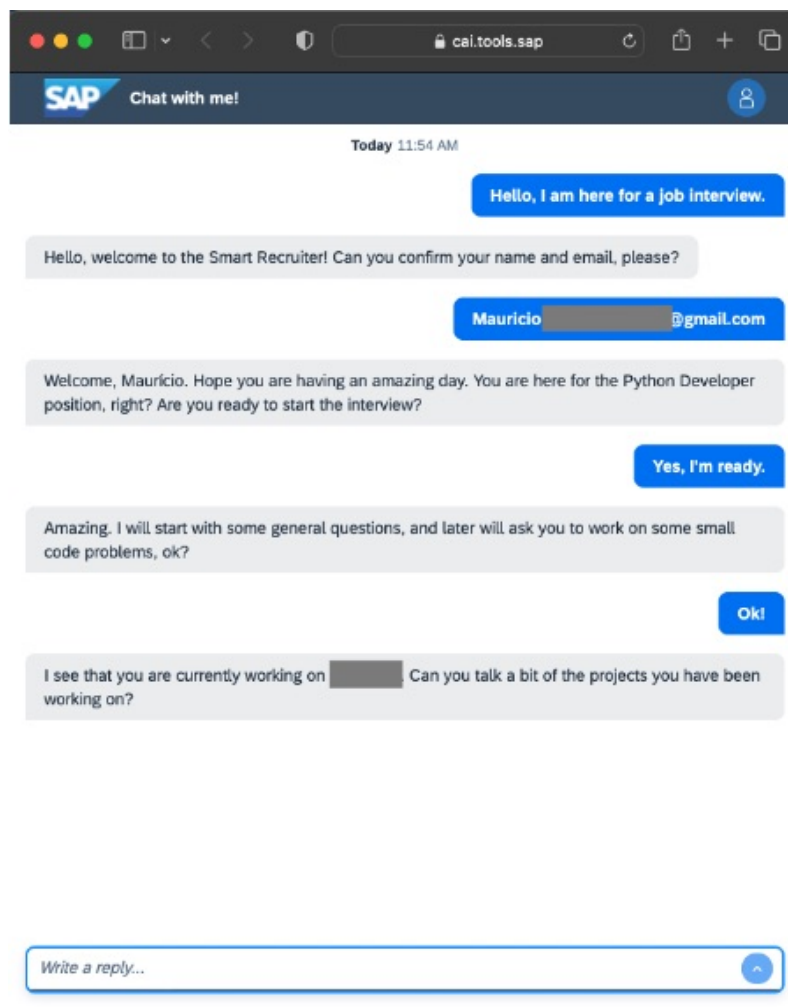 cai.tools.sap
SAP Chat with me!
Today 11:54 AM
Hello, I am here for a job interview.
Hello, welcome to the Smart Recruiter! Can you confirm your name and email, please?
Mauricio @gmail.com
Welcome, Maurício. Hope you are having an amazing day. You are here for the Python Developer
position, right? Are you ready to start the interview?
Yes, I'm ready.
Amazing. I will start with some general questions, and later will ask you to work on some small
code problems, ok?
Ok!
I see that you are currently working on . Can you talk a bit of the projects you have been
working on?
Write a reply...